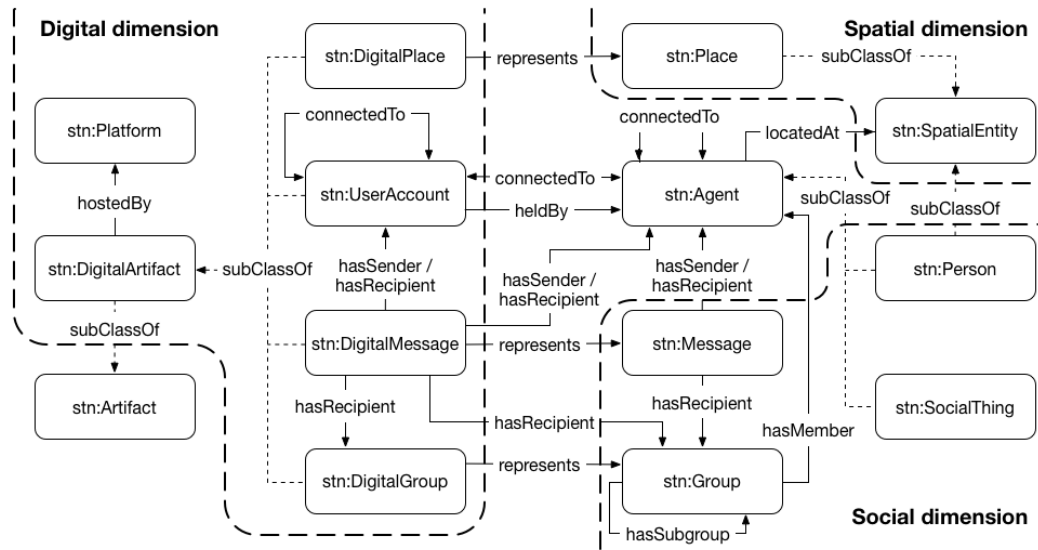 Digital dimension
Spatial dimension
stn:DigitalPlace
represents
stn:Place
subClassOf
connectedTo
connectedTo
locatedAt
stn:Platform
stn:SpatialEntity
stn:UserAccount
connectedTo
stn:Agent
hostedBy
heldBy
subClassOf
subClassOf
stn:DigitalArtifact
subClassOf
hasSender /
hasRecipient
hasSender /
hasRecipient
hasSender /
hasRecipient
stn:Person
subClassOf
stn:DigitalMessage
represents
stn:Message
stn:Artifact
hasRecipient
hasRecipient
hasRecipient
stn:SocialThing
hasMember
stn:DigitalGroup
represents
stn:Group
hasSubgroup
Social dimension